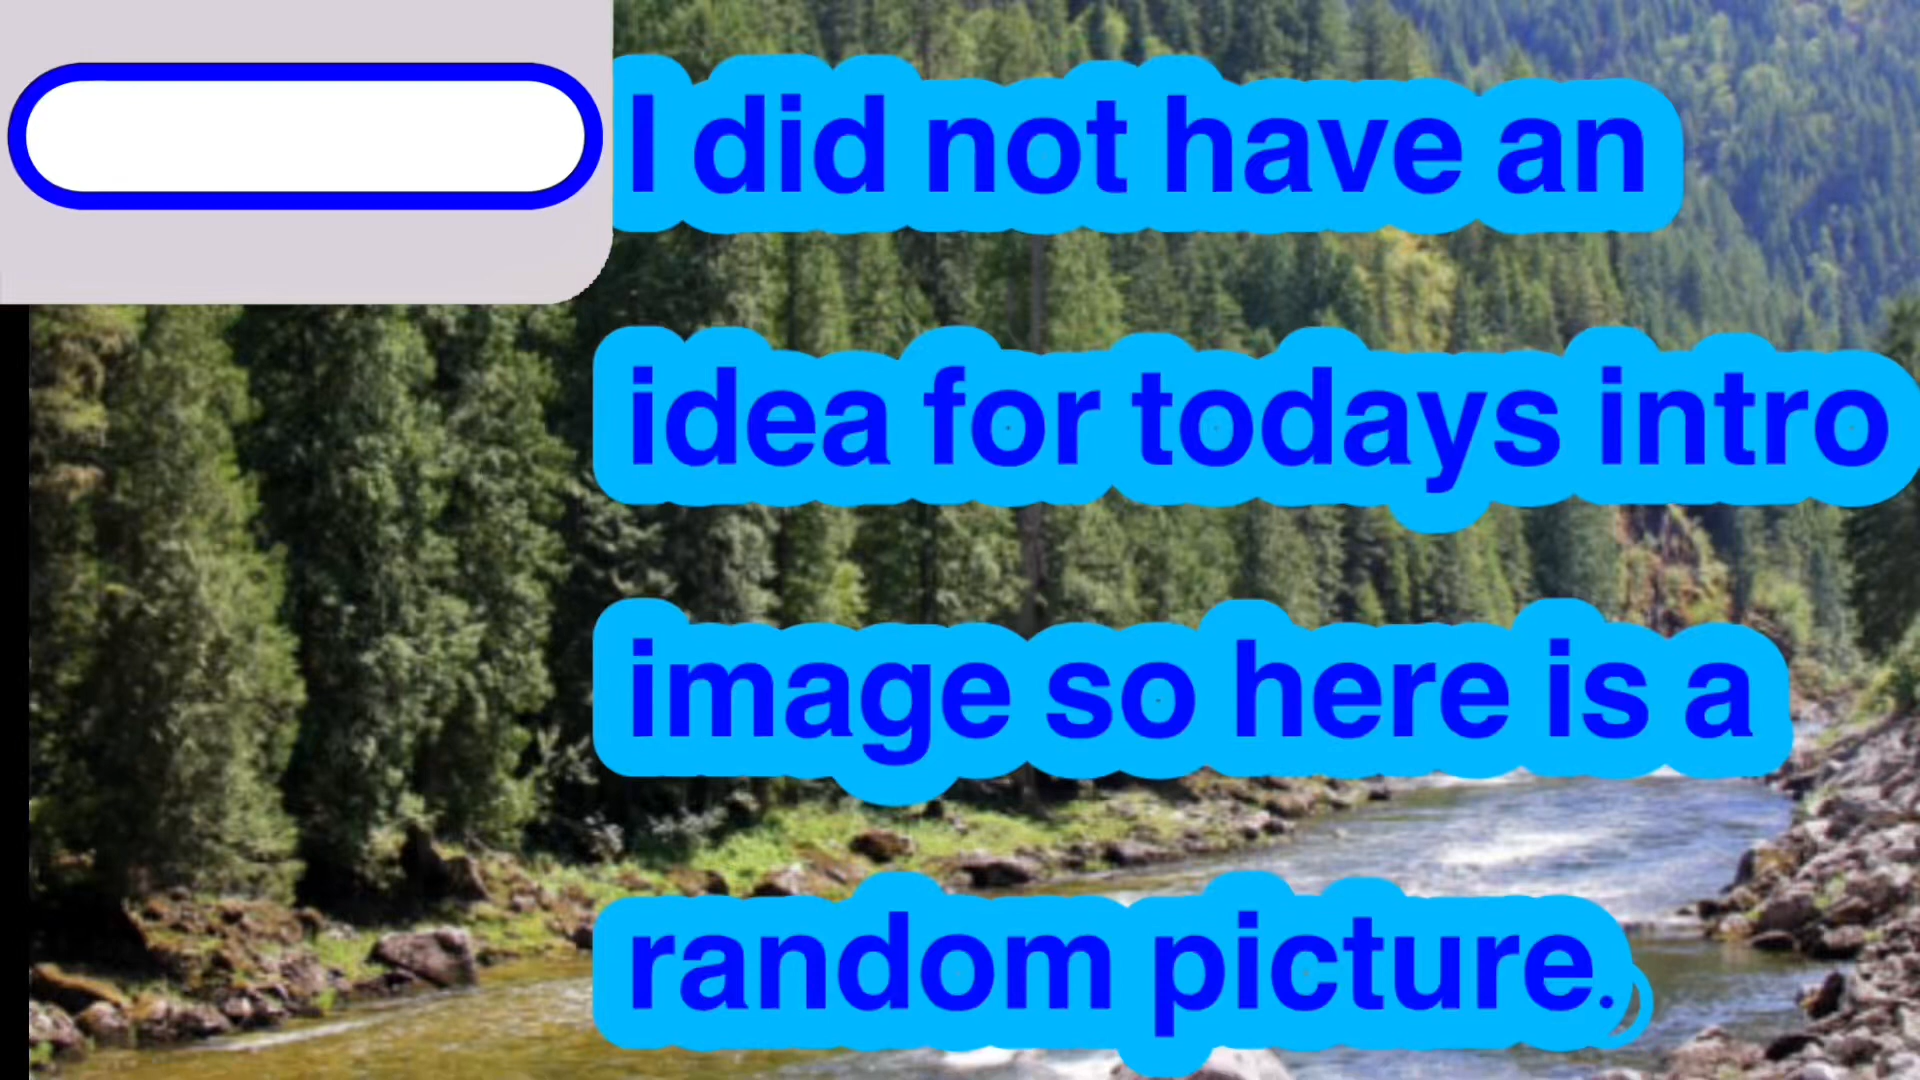 I did not have an
idea for todays intro
image so here is a
random picture.